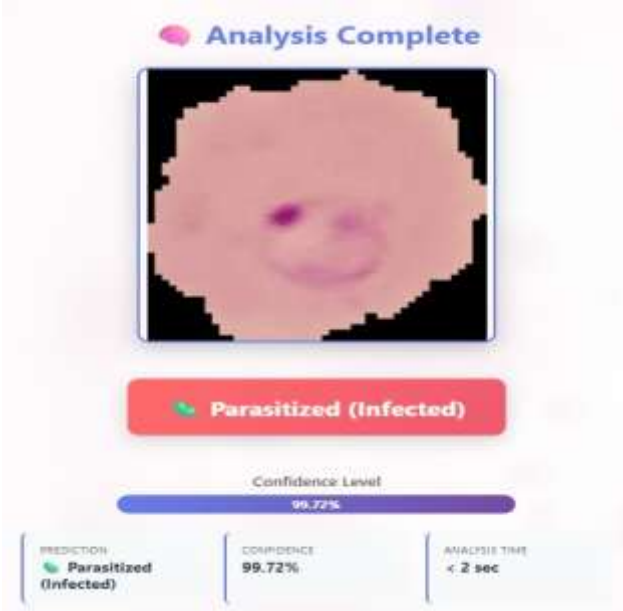 Analysis Complete
Parasitized (Infected)
Confidence Level
99.72%
PREDICTION
Parasitized
(Infected)
CONFIDENCE
99.72%
ANALYSIS TIME
< 2 sec